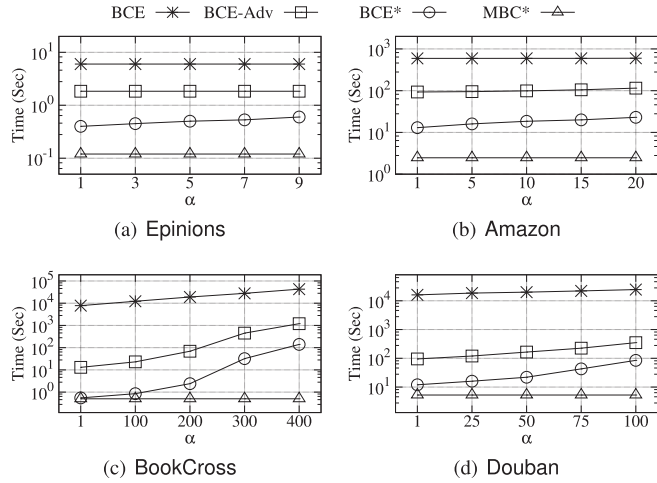 BCE BCE-Adv BCE* MBC*
Time (Sec)
10^1
10^0
10^-1
1 3 5 7 9
α
(a) Epinions
Time (Sec)
10^3
10^2
10^1
10^0
1 5 10 15 20
α
(b) Amazon
Time (Sec)
10^5
10^4
10^3
10^2
10^1
10^0
1 100 200 300 400
α
(c) BookCross
Time (Sec)
10^4
10^3
10^2
10^1
1 25 50 75 100
α
(d) Douban